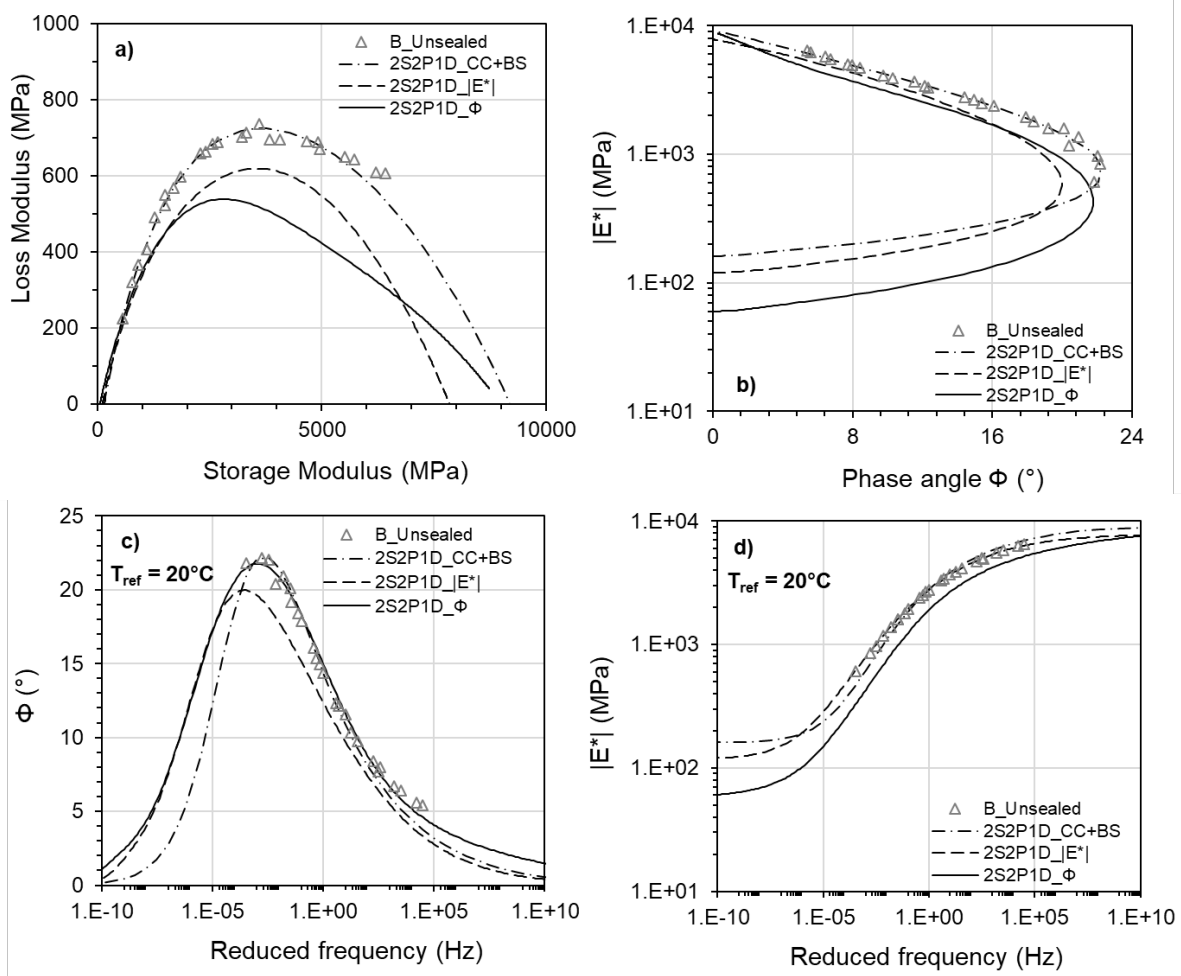 a)
1000
800
600
400
200
0
0 5000 10000
Loss Modulus (MPa)
Storage Modulus (MPa)
B_Unsealed
2S2P1D_CC+BS
2S2P1D_|E*|
2S2P1D_Φ
b)
1.E+04
1.E+03
1.E+02
1.E+01
0 8 16 24
|E*| (MPa)
Phase angle Φ (°)
B_Unsealed
2S2P1D_CC+BS
2S2P1D_|E*|
2S2P1D_Φ
c)
T_ref = 20°C
25
20
15
10
5
0
1.E-10 1.E-05 1.E+00 1.E+05 1.E+10
Φ (°)
Reduced frequency (Hz)
B_Unsealed
2S2P1D_CC+BS
2S2P1D_|E*|
2S2P1D_Φ
d)
T_ref = 20°C
1.E+04
1.E+03
1.E+02
1.E+01
1.E-10 1.E-05 1.E+00 1.E+05 1.E+10
|E*| (MPa)
Reduced frequency (Hz)
B_Unsealed
2S2P1D_CC+BS
2S2P1D_|E*|
2S2P1D_Φ